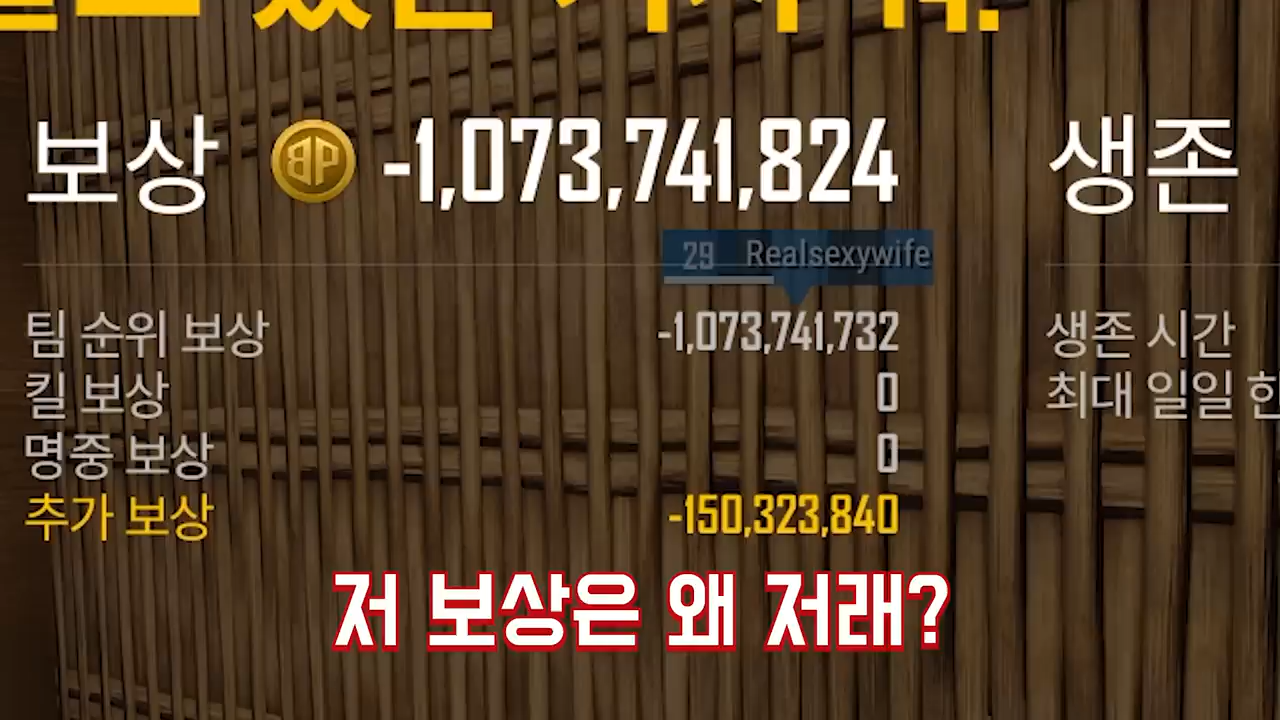 보상 BP -1,073,741,824 생존
29 Realsexywife
팀 순위 보상 -1,073,741,732 생존 시간
킬 보상 0 최대 일일
명중 보상 0
추가 보상 -150,323,840
저 보상은 왜 저래?